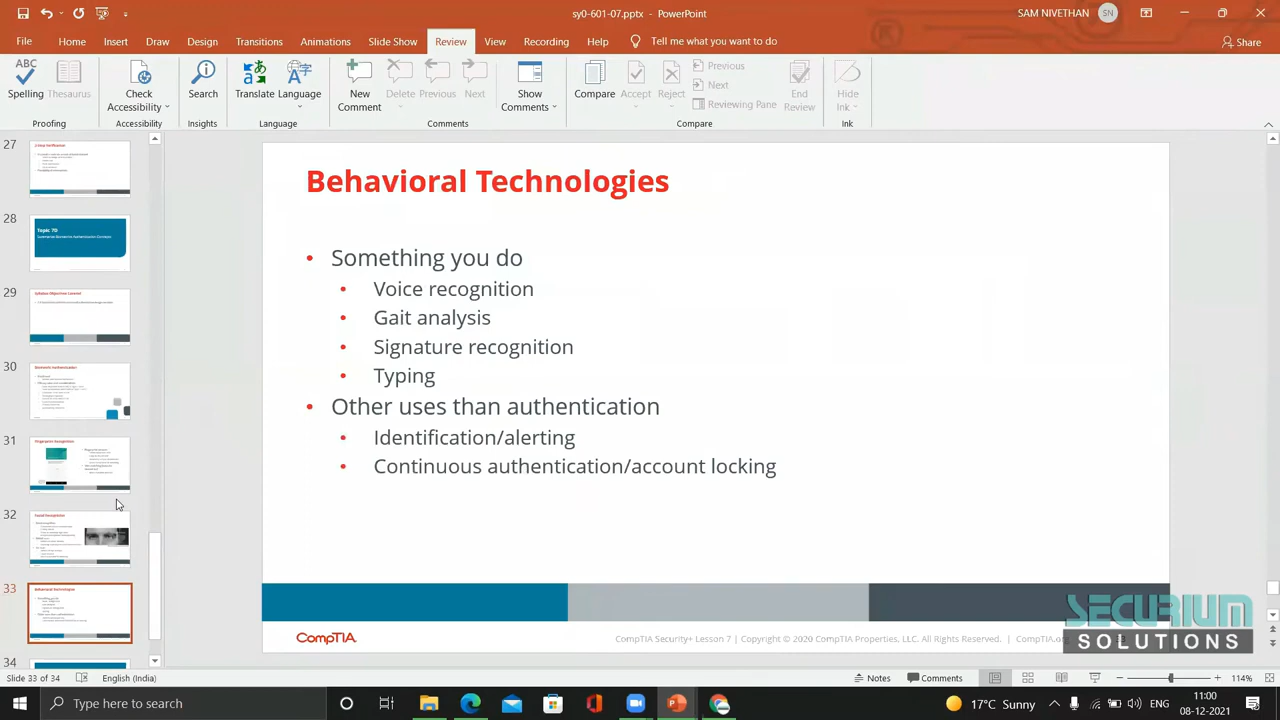 sy0-601-07.pptx - PowerPoint
SAM NIVETHAN SN
File Home Insert Draw Design Transitions Animations Slide Show Review View Recording Help Tell me what you want to do Share
Spelling
Thesaurus
Proofing
Check Accessibility
Accessibility
Search
Insights
Translate
Language
Language
New Comment
Delete
Previous
Next
Show Comments
Comments
Compare
Accept
Reject
Previous
Next
Reviewing Pane
End Review
Compare
Hide Ink
Ink
27
28
Topic 7D
29
30
Biometric Authentication
31
Fingerprint Recognition
32
Facial Recognition
33
Behavioral Technologies
34
Behavioral Technologies
• Something you do
• Voice recognition
• Gait analysis
• Signature recognition
• Typing
• Other uses than authentication
• Identification/alerting
• Continuous authentication/account locking
CompTIA.
CompTIA Security+ Lesson 7 | Copyright © 2020 CompTIA Properties, LLC. All Rights Reserved. | CompTIA.org
SECUREWIN
SOLUTIONS
Slide 33 of 34 English (India) Notes Comments 114%
Type here to search
17°C Sunny
ENG
11:00
08-12-2021